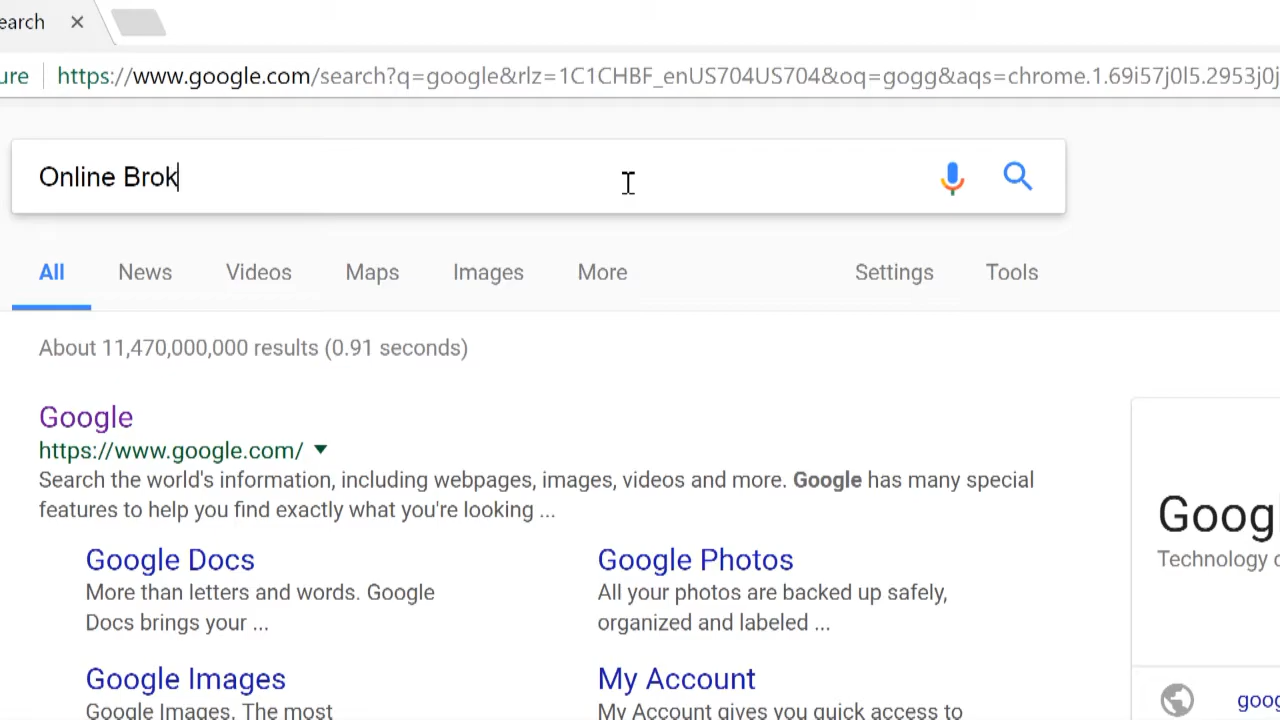 earch
ure https://www.google.com/search?q=google&rlz=1C1CHBF_enUS704US704&oq=gogg&aqs=chrome.1.69i57j0l5.2953j0j
Online Brok
All News Videos Maps Images More Settings Tools
About 11,470,000,000 results (0.91 seconds)
Google
https://www.google.com/
Search the world's information, including webpages, images, videos and more. Google has many special
features to help you find exactly what you're looking ...
Google Docs
More than letters and words. Google
Docs brings your ...
Google Photos
All your photos are backed up safely,
organized and labeled ...
Google Images
Google Images. The most
My Account
My Account gives you quick access to
Goog
Technology c
goog